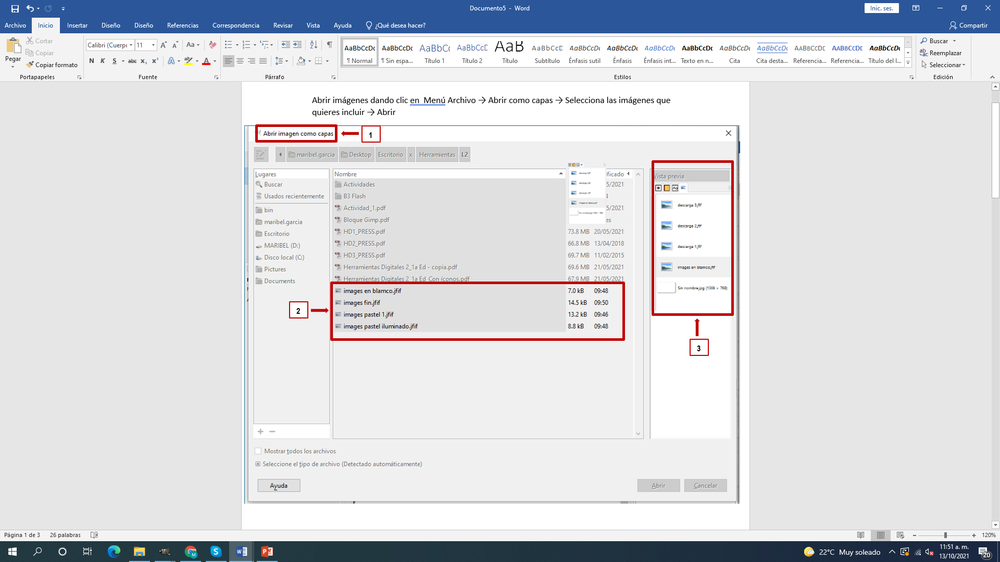 Documento5 - Word
Inic. ses.
Archivo Inicio Insertar Diseño Diseño Referencias Correspondencia Revisar Vista Ayuda ¿Qué desea hacer? Compartir
Pegar
Cortar
Copiar
Copiar formato
Portapapeles
Calibri (Cuerpo 11
Aa
N K S abc x₂ x²
A A
Fuente
Párrafo
AaBbCcDc AaBbCcDc AaBbCc AaBbCcD AaB AaBbCcD AaBbCcDc AaBbCcDc AaBbCcDc AaBbCcDc AaBbCcDc AaBbCcDc AABBCCDD AABBCCDD AaBbCcDc
¶ Normal ¶ Sin espa... Título 1 Título 2 Título Subtítulo Énfasis sutil Énfasis Énfasis int... Texto en n... Cita Cita desta... Referencia... Referencia... Título del l...
Estilos
Buscar
Reemplazar
Seleccionar
Edición
Abrir imágenes dando clic en Menú Archivo → Abrir como capas → Selecciona las imágenes que
quieres incluir → Abrir
Abrir imagen como capas
1
maribel.garcia Desktop Escritorio x Herramientas L2
Lugares
Buscar
Usados recientemente
bin
maribel.garcia
Escritorio
MARIBEL (D:)
Disco local (C:)
Pictures
Documents
Nombre ificado
Actividades 5/2021
B3 Flash 4
Actividad_1.pdf 5/2021
Bloque Gimp.pdf es
HD1_PRESS.pdf 73.8 MB 20/05/2021
HD2_PRESS.pdf 66.8 MB 13/04/2018
HD3_PRESS.pdf 69.7 MB 11/02/2015
Herramientas Digitales 2_1a Ed - copia.pdf 69.6 MB 21/05/2021
Herramientas Digitales 2_1a Ed_Con íconos.pdf 67.9 MB 21/05/2021
images en blamco.jfif 7.0 kB 09:48
images fin.jfif 14.5 kB 09:50
images pastel 1.jfif 13.2 kB 09:46
images pastel iluminado.jfif 8.8 kB 09:48
2
Vista previa
Aa
descarga 3.jfif
descarga 2.jfif
descarga 1.jfif
images en blamco.jfif
Sin nombre.jpg (1366 × 768)
3
Mostrar todos los archivos
Seleccione el tipo de archivo (Detectado automáticamente)
Ayuda
Abrir
Cancelar
Página 1 de 3 26 palabras
120%
22°C Muy soleado
11:51 a. m.
13/10/2021
20